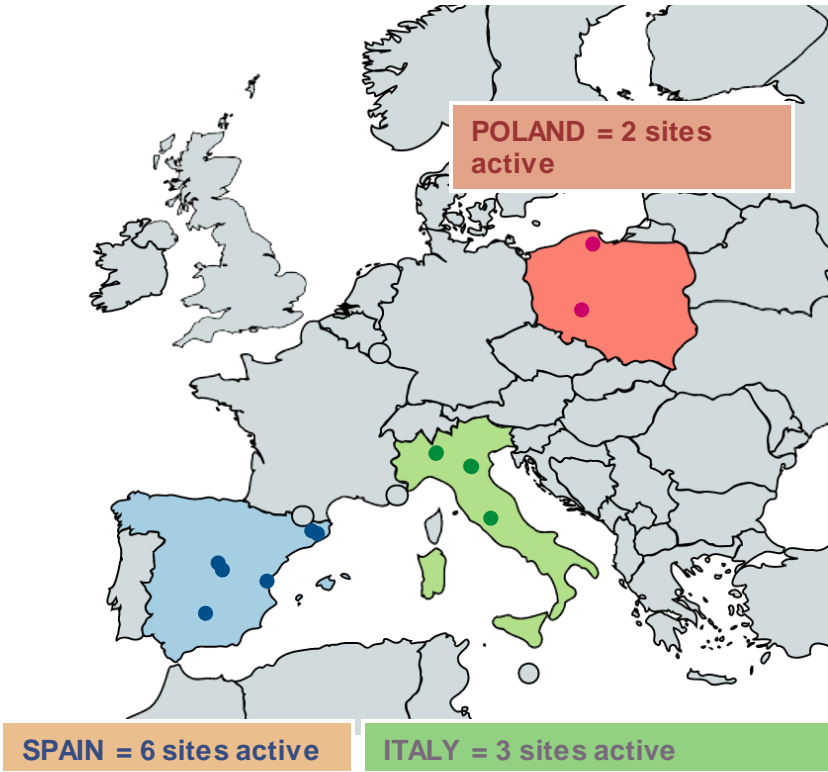 POLAND = 2 sites
active
SPAIN = 6 sites active
ITALY = 3 sites active